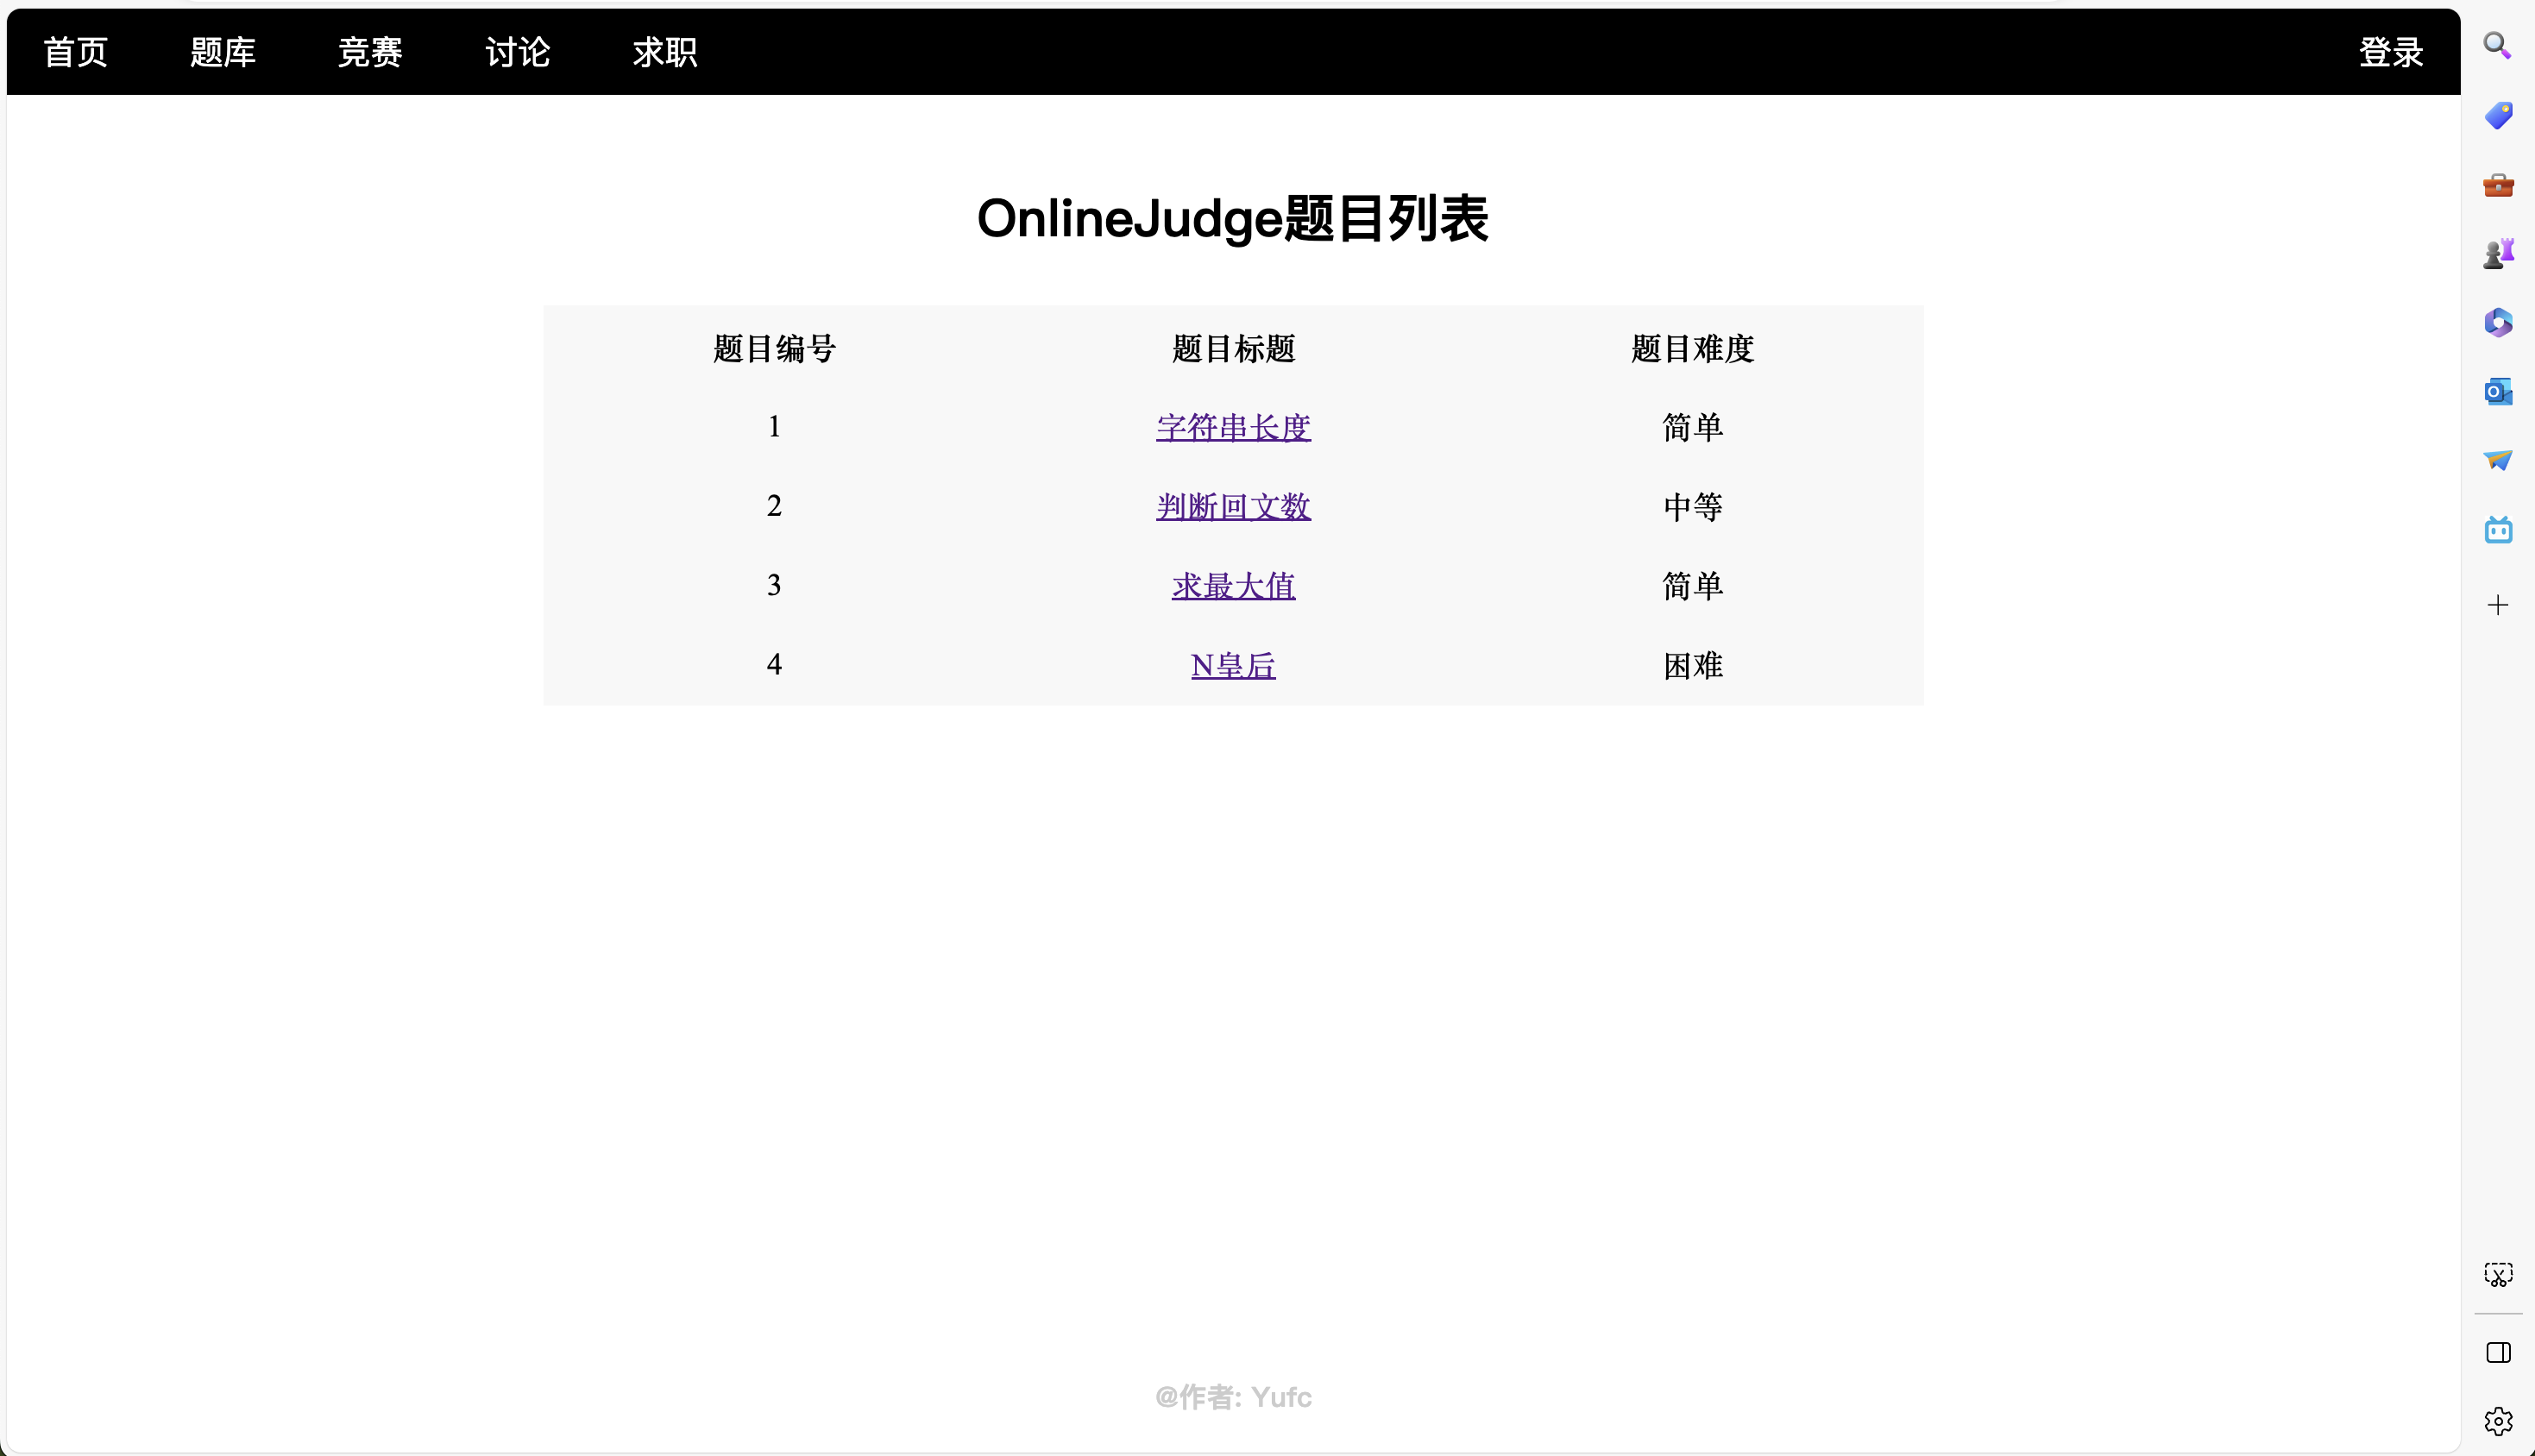 首页 题库 竞赛 讨论 求职 登录
OnlineJudge题目列表
题目编号 题目标题 题目难度
1 字符串长度 简单
2 判断回文数 中等
3 求最大值 简单
4 N皇后 困难
@作者: Yufc